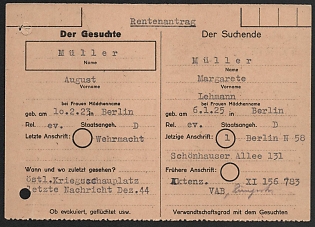 Rentenantrag
Der Gesuchte
Müller
Name
August
Vorname
bei Frauen Mädchenname
geb. am 10.2.23 in Berlin
Rel. ev. Staatsangeh. D
Letzte Anschrift: Wehrmacht
Wann und wo zuletzt gesehen?
Östl.Kriegsschauplatz
letzte Nachricht Dez.44
Ob evakuiert, geflüchtet usw.
Der Suchende
Müller
Name
Margarete
Vorname
Lehmann
bei Frauen Mädchenname
geb. am 6.1.25 in Berlin
Rel. ev. Staatsangeh. D
Jetzige Anschrift: 1 Berlin N 58
Schönhauser Allee 131
Frühere Anschrift:
Aktenz. XI 156 783
VAB,
Verwandtschaftsgrad mit dem Gesuchten